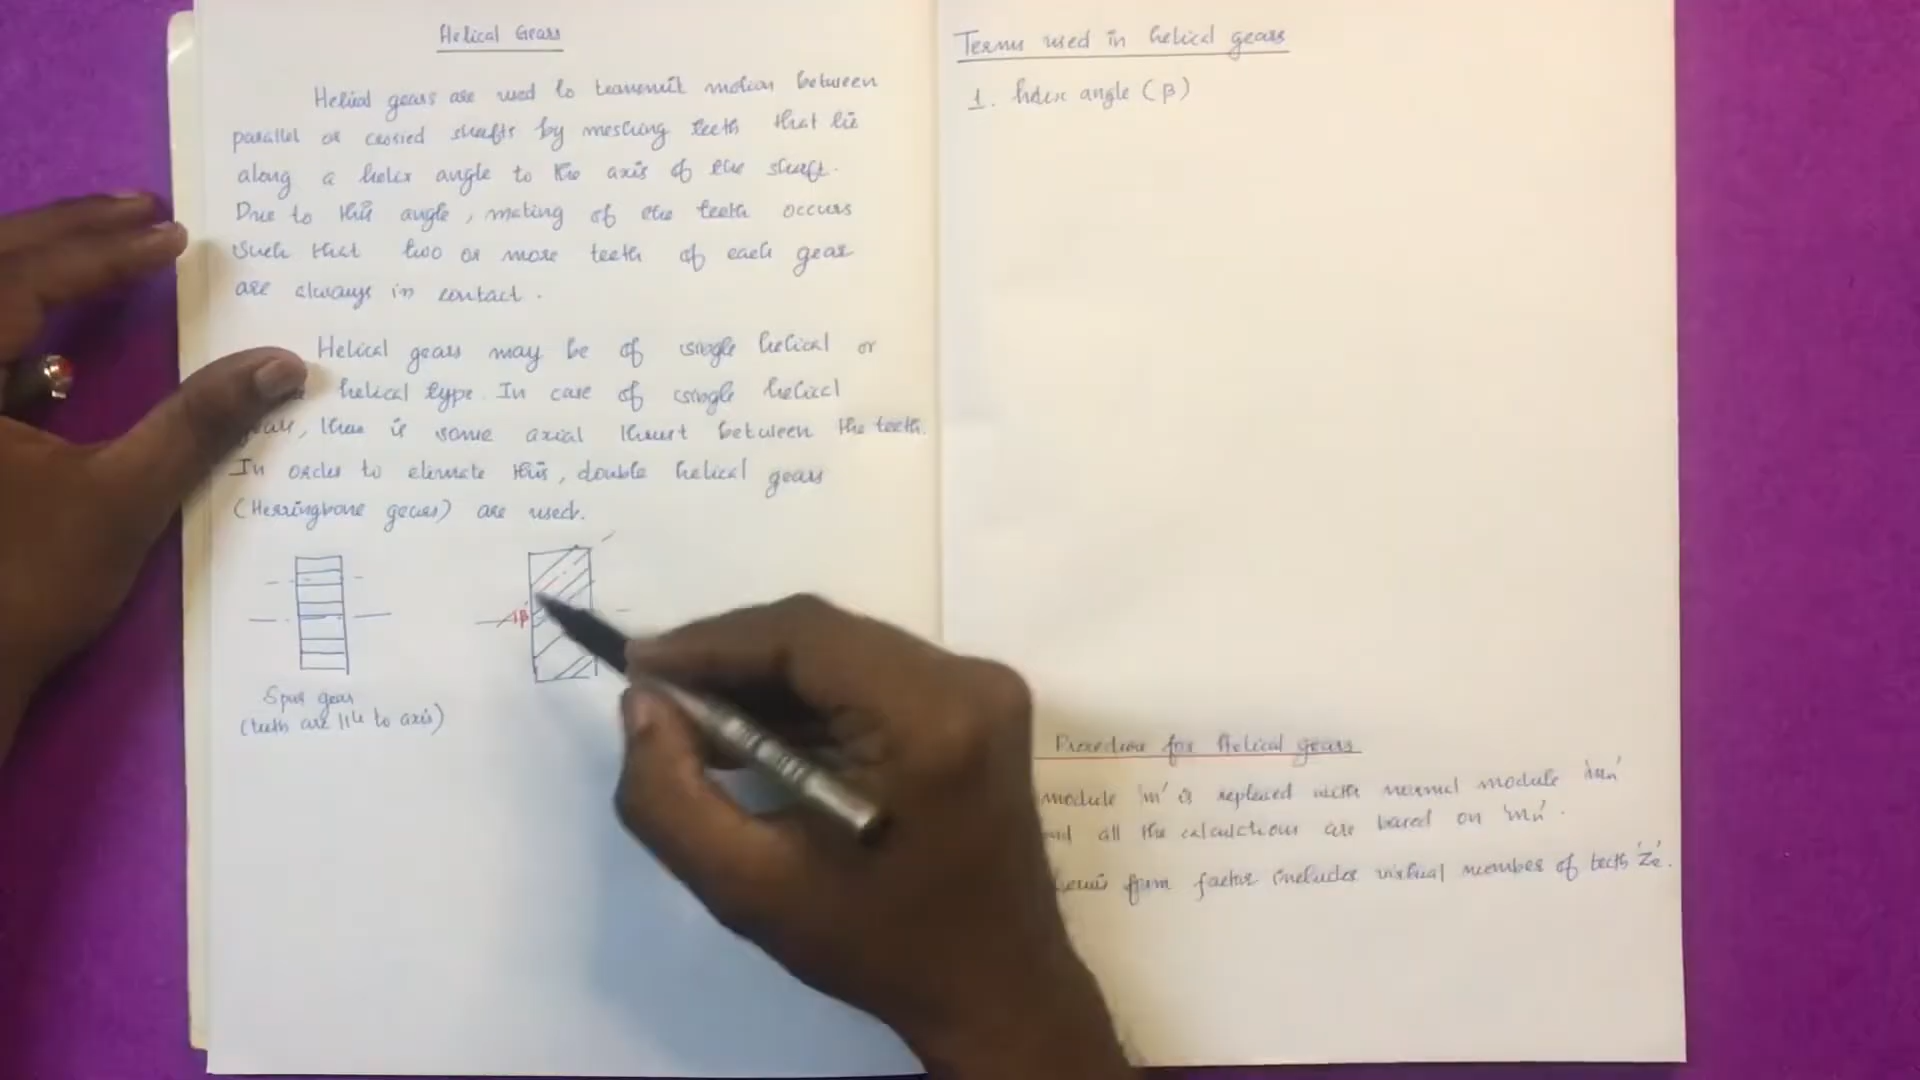 Helical Gears
Helical gears are used to transmit motion between
parallel or crossed shafts by meshing teeth that lie
along a helix angle to the axis of the shaft.
Due to this angle, mating of the teeth occurs
such that two or more teeth of each gear
are always in contact.
Helical gears may be of single helical or
helical type. In case of single helical
there is some axial thrust between the teeth.
In order to elimate this, double helical gears
(Herringbone gears) are used.
β
Spur gear
(teeth are 11le to axis)
Terms used in helical gears
1. helix angle (β)
Procedure for Helical gears
module 'm' is replaced with normal module 'mn'
all the calculations are based on 'mn'.
form factor includes virtual number of teeth 'Ze'.